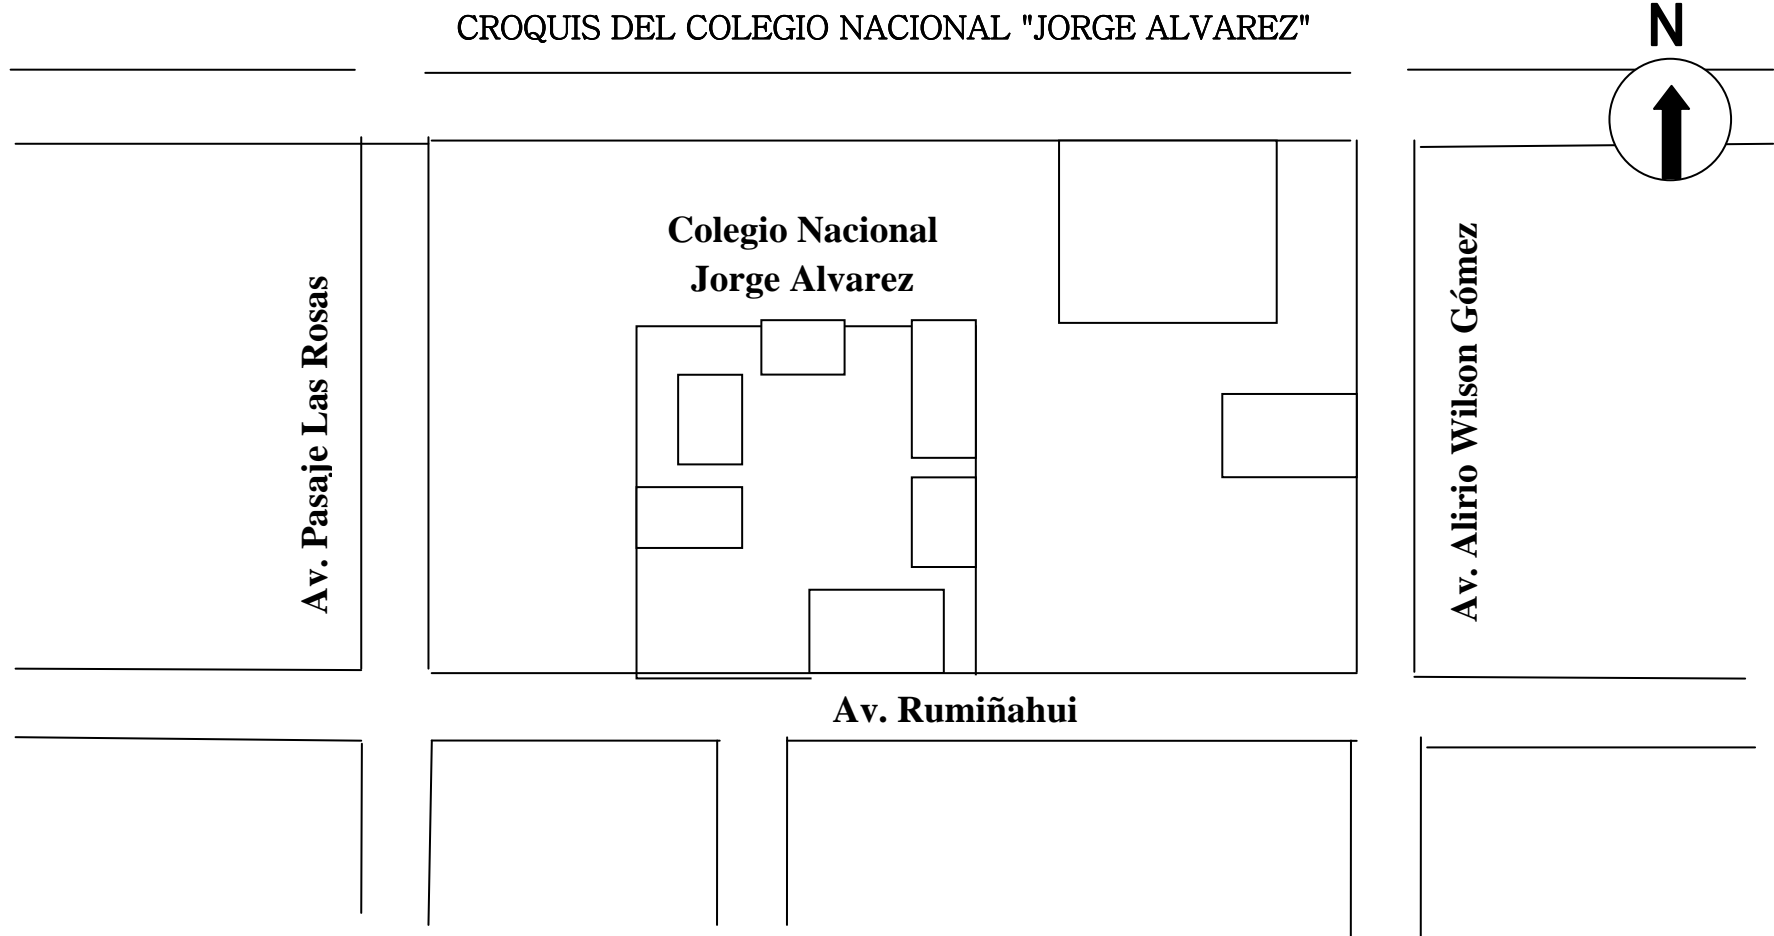 CROQUIS DEL COLEGIO NACIONAL "JORGE ALVAREZ"
N
Colegio Nacional
Jorge Alvarez
Av. Pasaje Las Rosas
Av. Alirio Wilson Gómez
Av. Rumiñahui